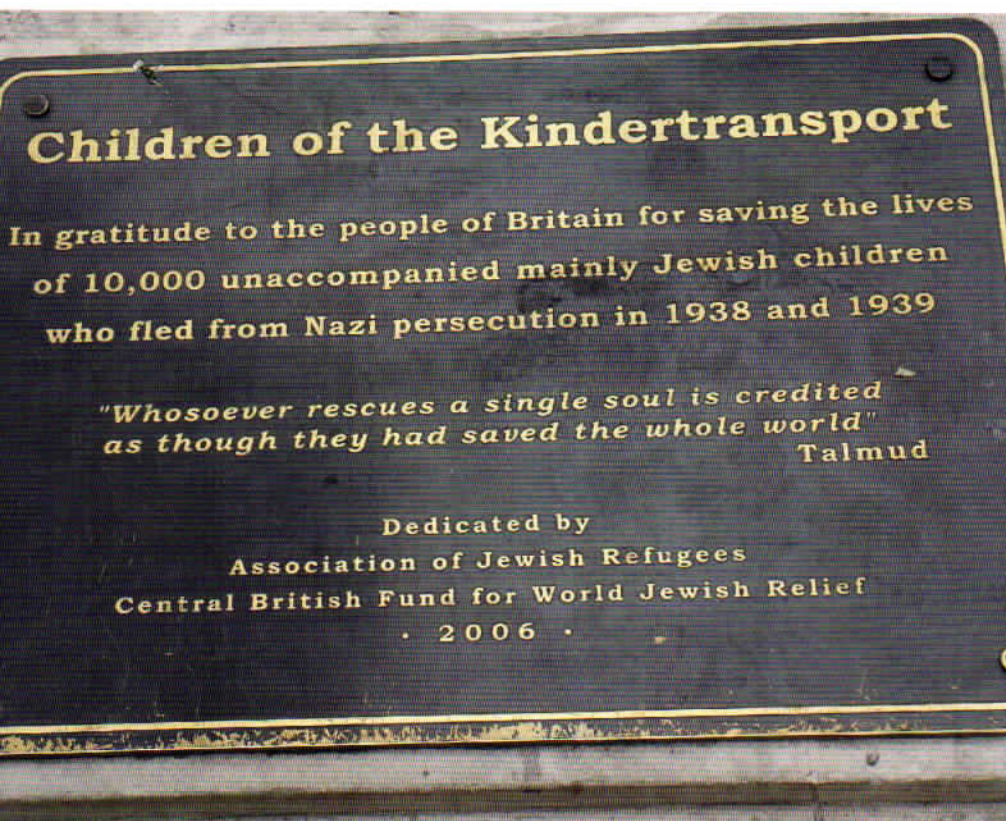 Children of the Kindertransport
In gratitude to the people of Britain for saving the lives
of 10,000 unaccompanied mainly Jewish children
who fled from Nazi persecution in 1938 and 1939
"Whosoever rescues a single soul is credited
as though they had saved the whole world"
Talmud
Dedicated by
Association of Jewish Refugees
Central British Fund for World Jewish Relief
· 2006 ·